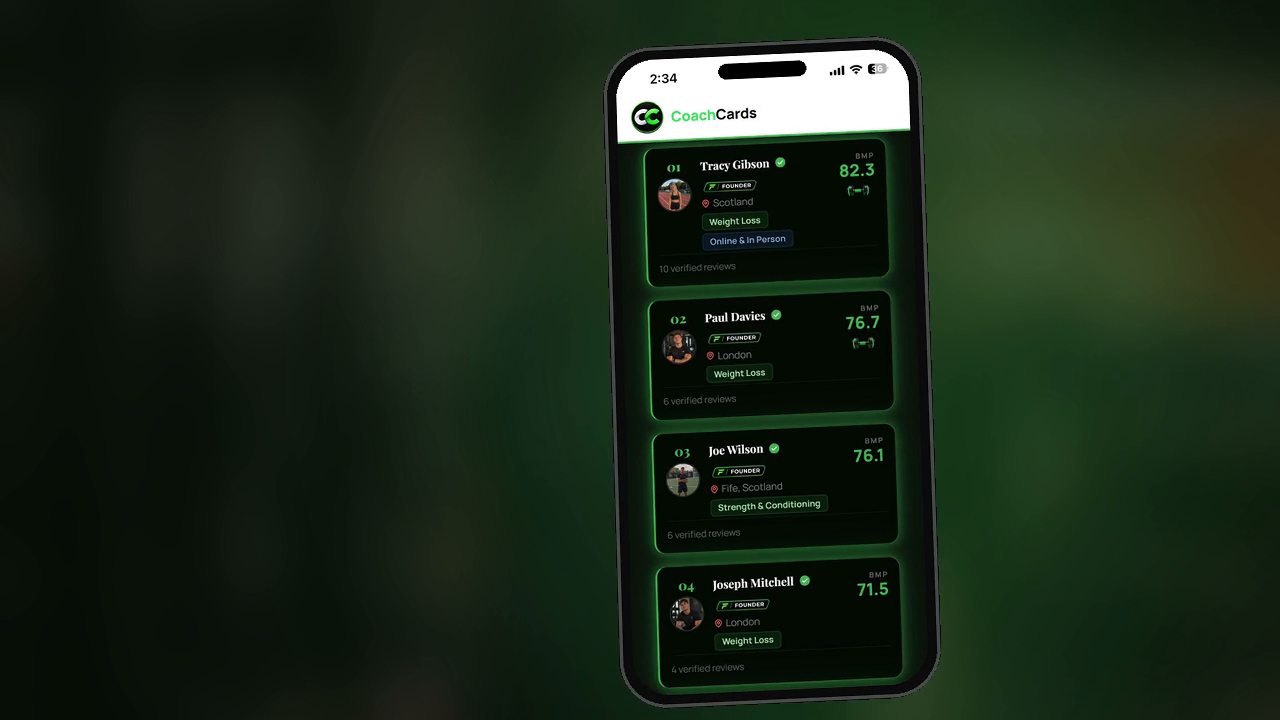 2:34
36
CC
CoachCards
01
Tracy Gibson
BMP
82.3
FOUNDER
Scotland
Weight Loss
Online & In Person
10 verified reviews
02
Paul Davies
BMP
76.7
FOUNDER
London
Weight Loss
6 verified reviews
03
Joe Wilson
BMP
76.1
FOUNDER
Fife, Scotland
Strength & Conditioning
6 verified reviews
04
Joseph Mitchell
BMP
71.5
FOUNDER
London
Weight Loss
4 verified reviews